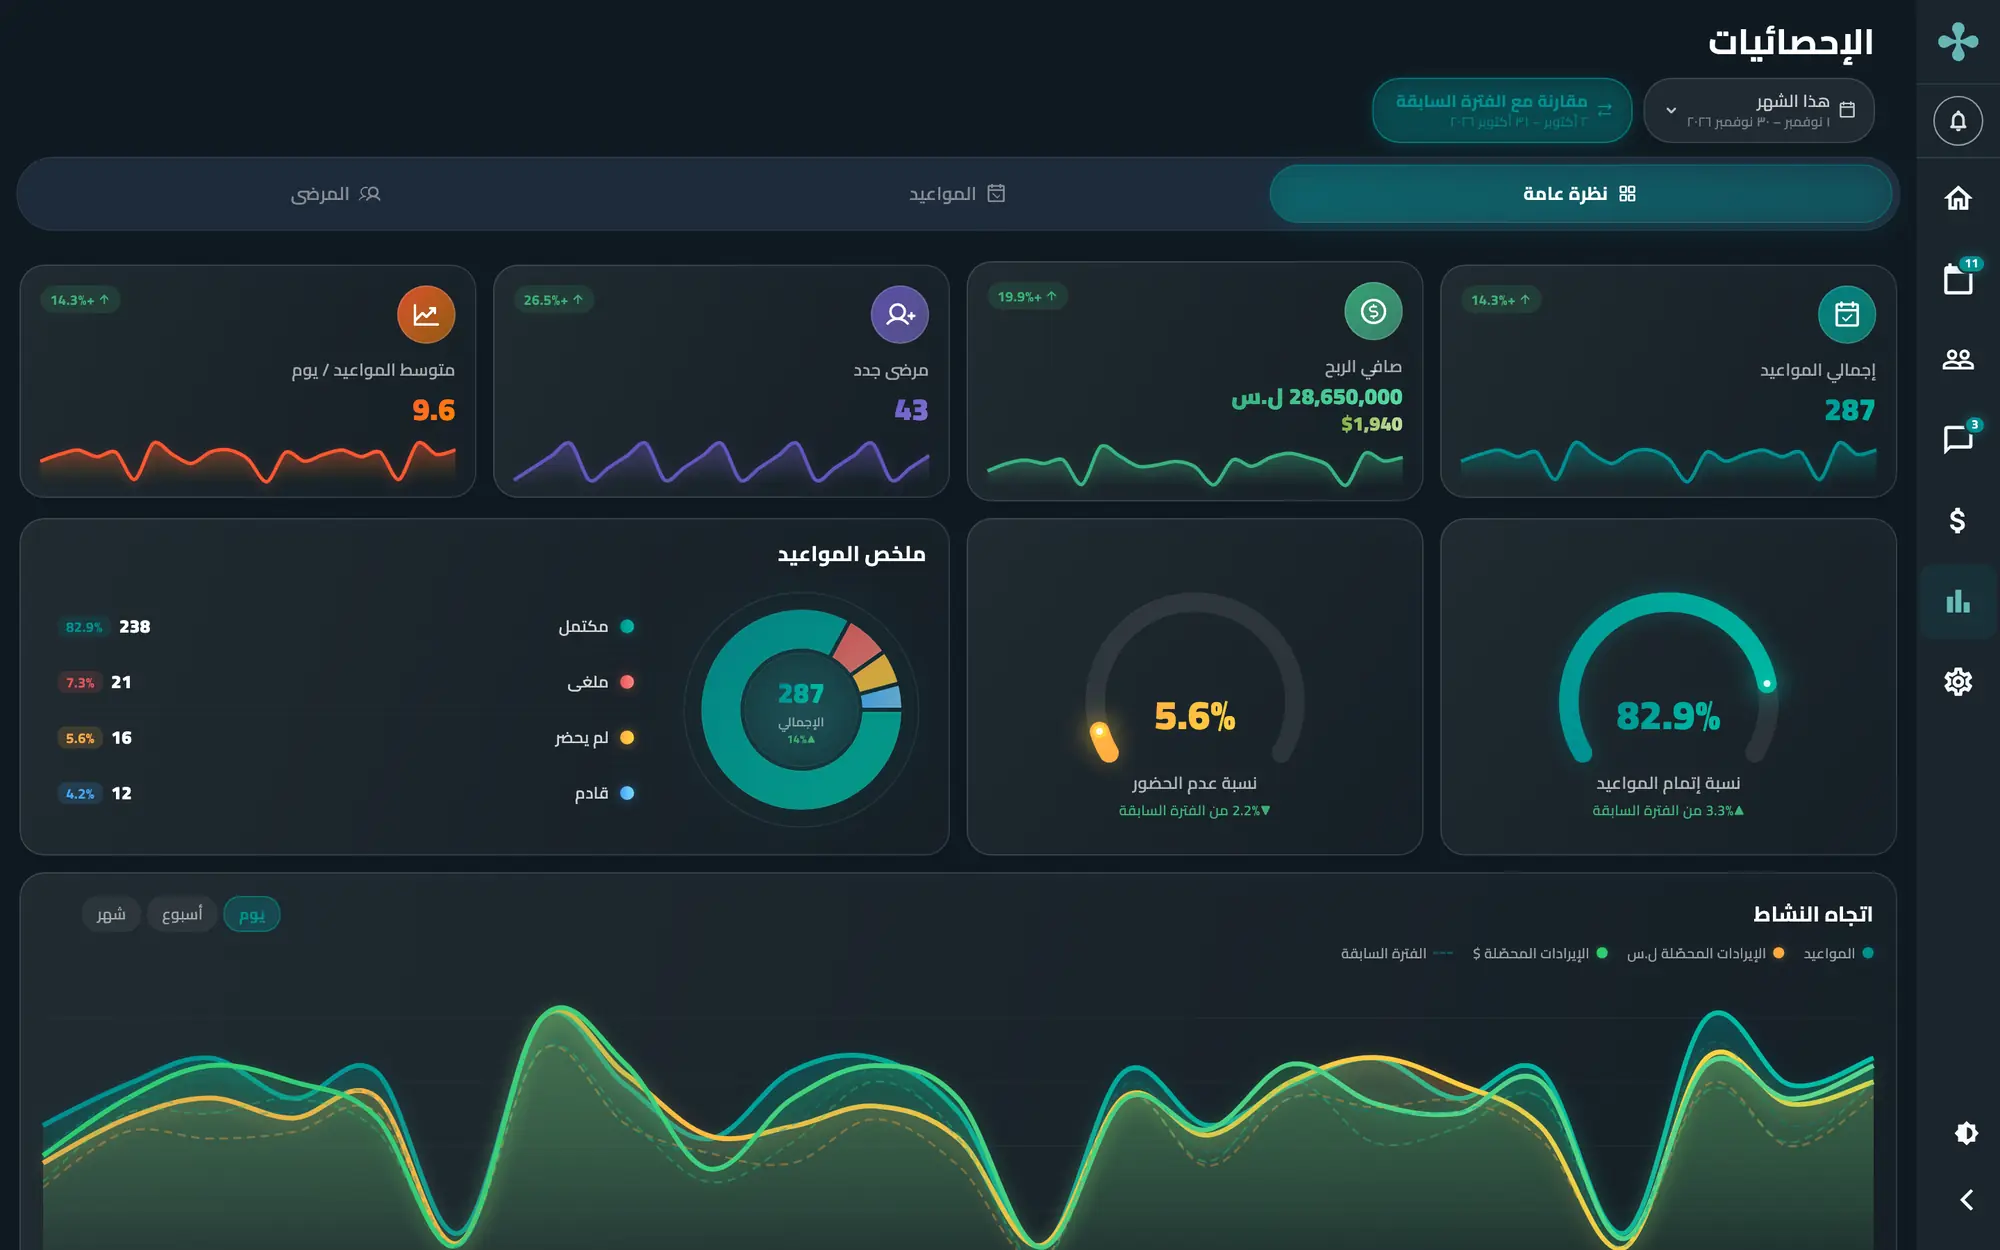 الإحصائيات
هذا الشهر
١ نوفمبر – ٣٠ نوفمبر ٢٠٢٦
مقارنة مع الفترة السابقة
٢ أكتوبر – ٣١ أكتوبر ٢٠٢٦
نظرة عامة
المواعيد
المرضى
11
3
14.3%+ ↑
إجمالي المواعيد
287
19.9%+ ↑
صافي الربح
28,650,000 ل.س
$1,940
26.5%+ ↑
مرضى جدد
43
14.3%+ ↑
متوسط المواعيد / يوم
9.6
82.9%
نسبة إتمام المواعيد
▲3.3% من الفترة السابقة
5.6%
نسبة عدم الحضور
▼2.2% من الفترة السابقة
ملخص المواعيد
287
الإجمالي
14%▲
مكتمل 238 82.9%
ملغى 21 7.3%
لم يحضر 16 5.6%
قادم 12 4.2%
اتجاه النشاط
يوم أسبوع شهر
المواعيد الإيرادات المحصّلة ل.س الإيرادات المحصّلة $ الفترة السابقة